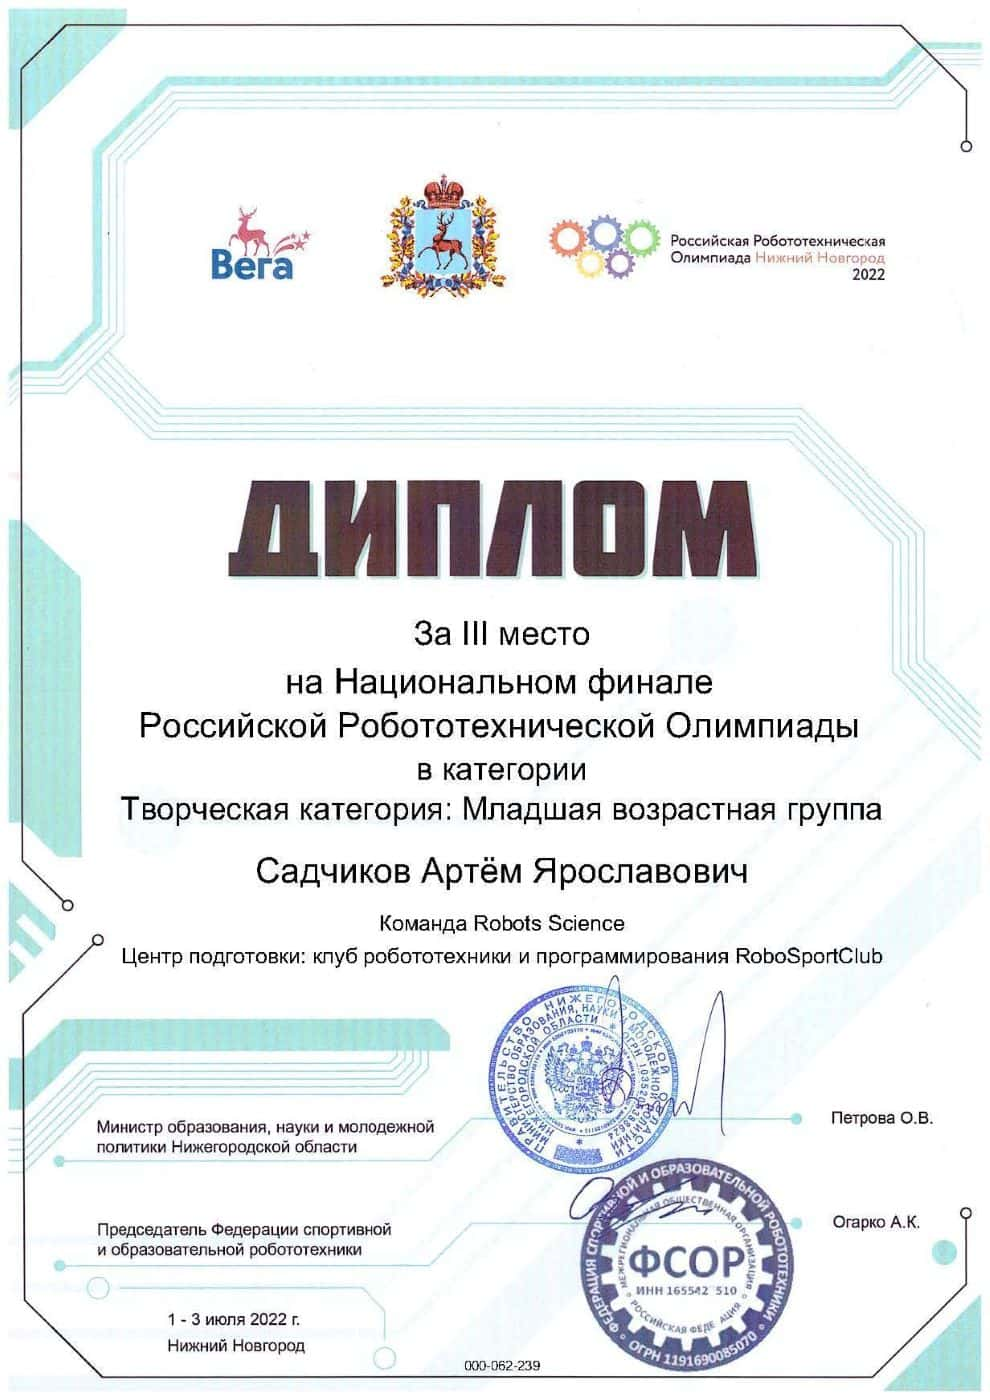 Вега
Российская Робототехническая
Олимпиада Нижний Новгород
2022
ДИПЛОМ
За III место
на Национальном финале
Российской Робототехнической Олимпиады
в категории
Творческая категория: Младшая возрастная группа
Садчиков Артём Ярославович
Команда Robots Science
Центр подготовки: клуб робототехники и программирования RoboSportClub
ПРАВИТЕЛЬСТВО НИЖЕГОРОДСКОЙ ОБЛАСТИ
МИНИСТЕРСТВО ОБРАЗОВАНИЯ, НАУКИ И МОЛОДЕЖНОЙ ПОЛИТИКИ
НИЖЕГОРОДСКОЙ ОБЛАСТИ
Министр образования, науки и молодежной
политики Нижегородской области
Петрова О.В.
Председатель Федерации спортивной
и образовательной робототехники
Огарко А.К.
ФЕДЕРАЦИЯ СПОРТИВНОЙ И ОБРАЗОВАТЕЛЬНОЙ РОБОТОТЕХНИКИ
МЕЖРЕГИОНАЛЬНАЯ ОБЩЕСТВЕННАЯ ОРГАНИЗАЦИЯ
ФСОР
ИНН 165542 510
РОССИЙСКАЯ ФЕДЕ АЦИЯ
ОГРН 1191690085070
1 - 3 июля 2022 г.
Нижний Новгород
000-062-239